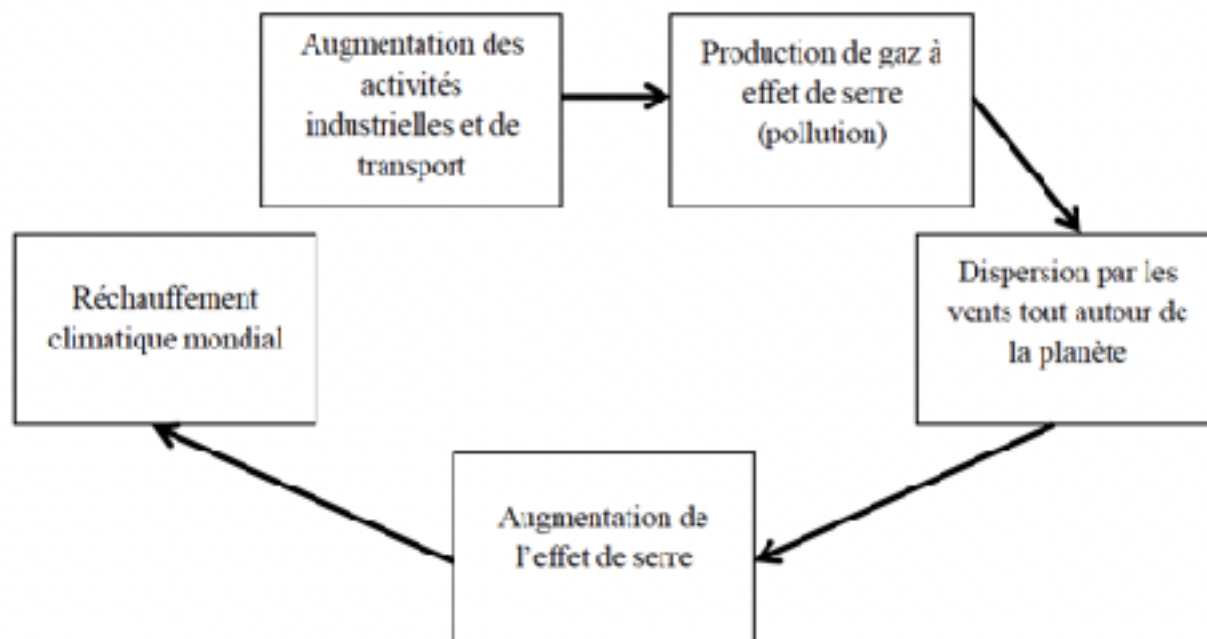 Augmentation des
activités
industrielles et de
transport
Production de gaz à
effet de serre
(pollution)
Dispersion par les
vents tout autour de
la planète
Augmentation de
l'effet de serre
Réchauffement
climatique mondial